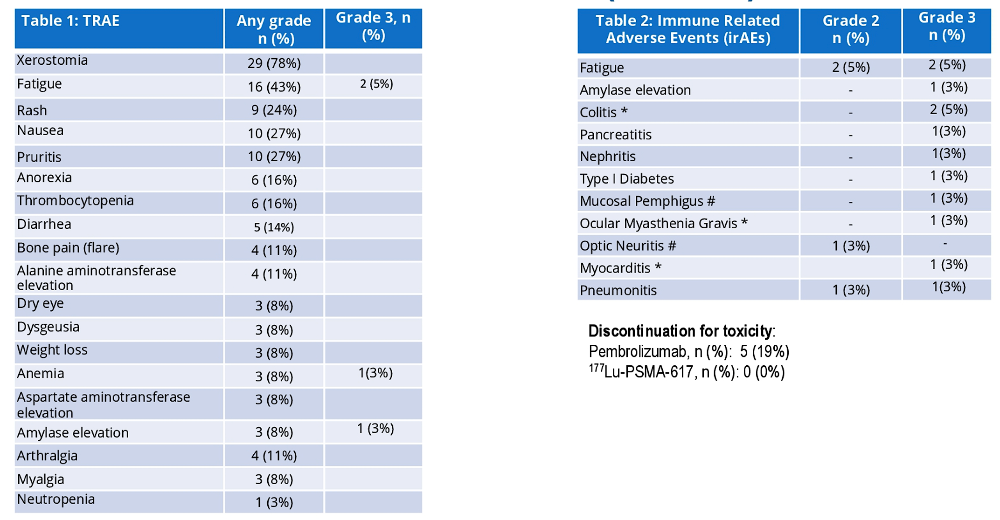 Table 1: TRAE Any grade n (%) Grade 3, n (%)
Xerostomia 29 (78%)
Fatigue 16 (43%) 2 (5%)
Rash 9 (24%)
Nausea 10 (27%)
Pruritis 10 (27%)
Anorexia 6 (16%)
Thrombocytopenia 6 (16%)
Diarrhea 5 (14%)
Bone pain (flare) 4 (11%)
Alanine aminotransferase 4 (11%)
elevation
Dry eye 3 (8%)
Dysgeusia 3 (8%)
Weight loss 3 (8%)
Anemia 3 (8%) 1(3%)
Aspartate aminotransferase 3 (8%)
elevation
Amylase elevation 3 (8%) 1 (3%)
Arthralgia 4 (11%)
Myalgia 3 (8%)
Neutropenia 1 (3%)
Table 2: Immune Related Adverse Events (irAEs) Grade 2 n (%) Grade 3 n (%)
Fatigue 2 (5%) 2 (5%)
Amylase elevation - 1 (3%)
Colitis * - 2 (5%)
Pancreatitis - 1(3%)
Nephritis - 1(3%)
Type I Diabetes - 1 (3%)
Mucosal Pemphigus # - 1 (3%)
Ocular Myasthenia Gravis * - 1 (3%)
Optic Neuritis # 1 (3%) -
Myocarditis * 1 (3%)
Pneumonitis 1 (3%) 1(3%)
Discontinuation for toxicity:
Pembrolizumab, n (%): 5 (19%)
¹⁷⁷Lu-PSMA-617, n (%): 0 (0%)